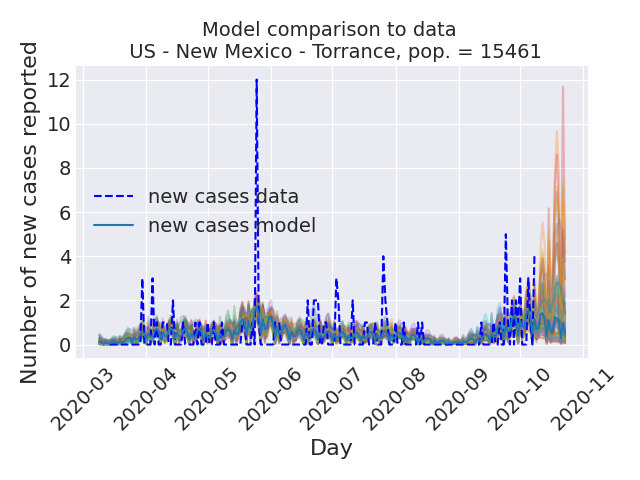 Model comparison to data
US - New Mexico - Torrance, pop. = 15461
Number of new cases reported
12
10
8
6
4
2
0
new cases data
new cases model
2020-03
2020-04
2020-05
2020-06
2020-07
2020-08
2020-09
2020-10
2020-11
Day